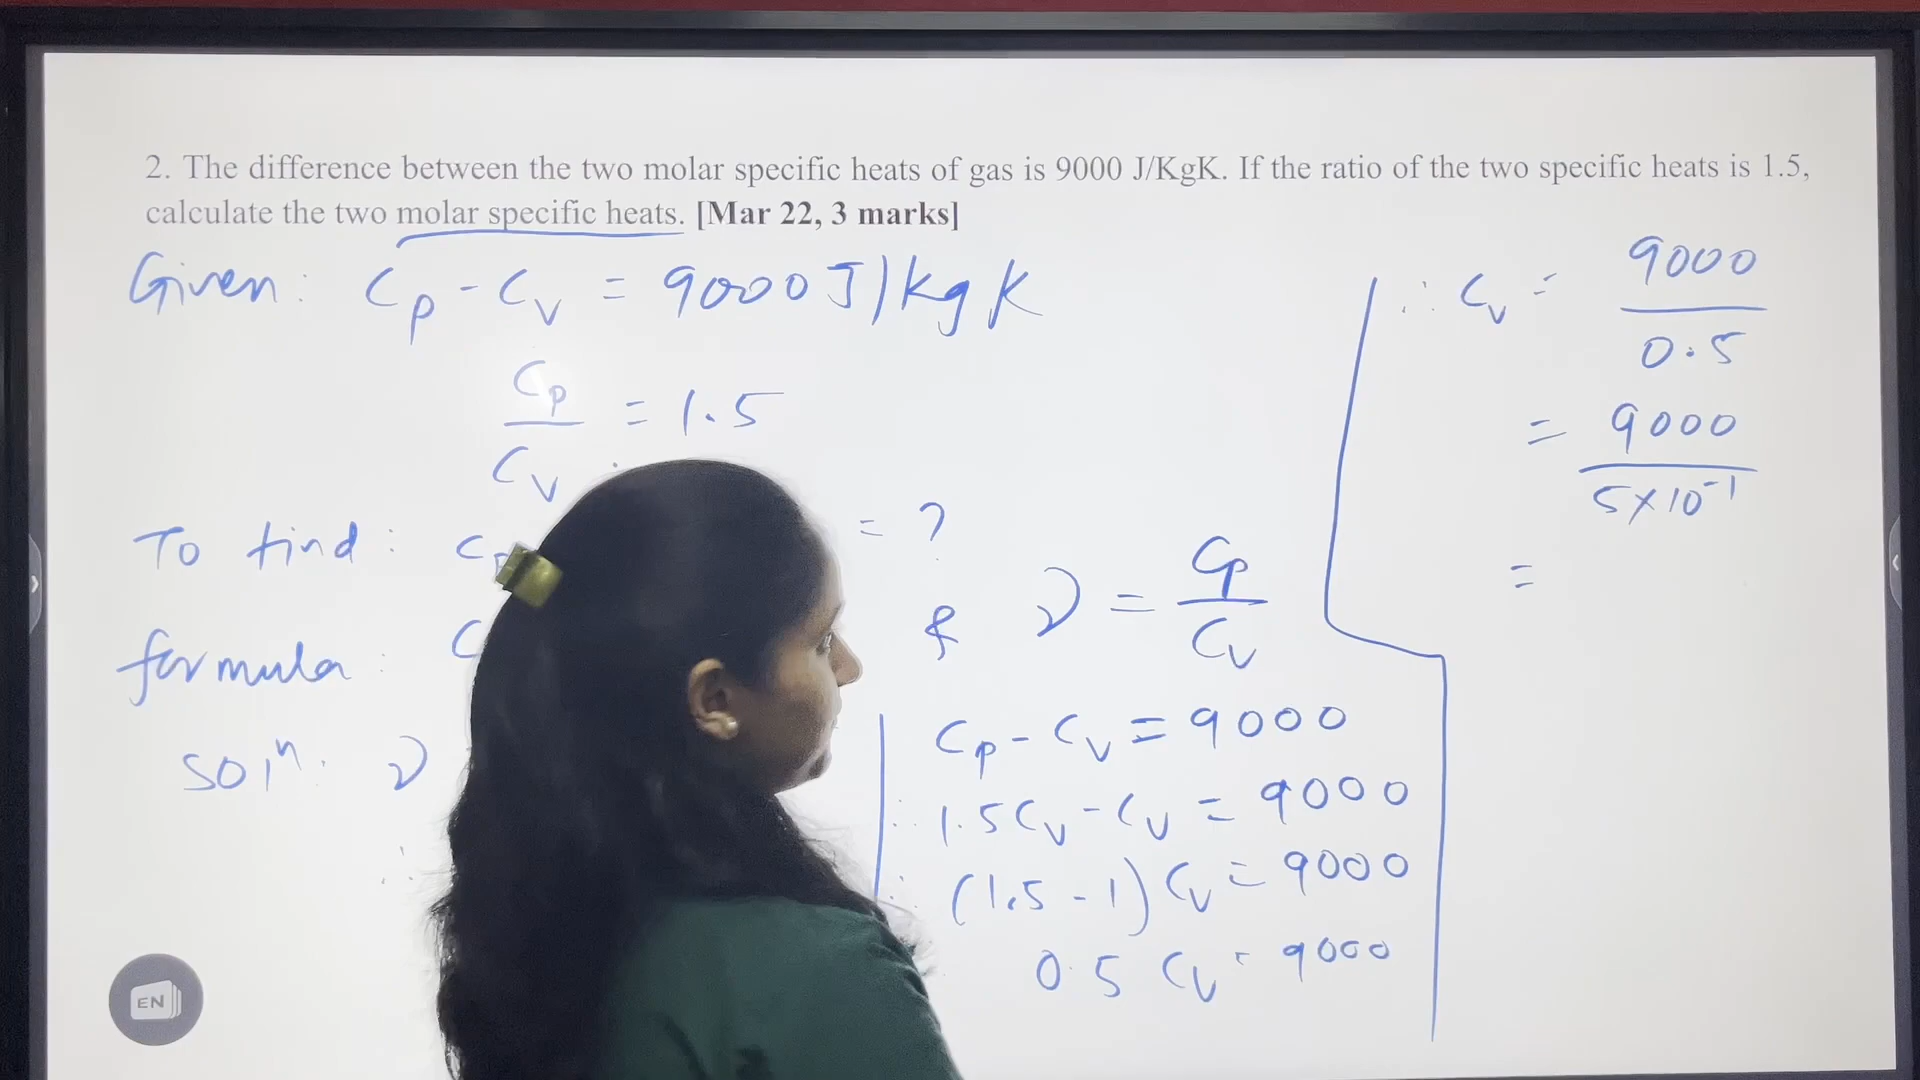 2. The difference between the two molar specific heats of gas is 9000 J/KgK. If the ratio of the two specific heats is 1.5,
calculate the two molar specific heats. [Mar 22, 3 marks]
Given: Cp - Cv = 9000 J/kg K
Cp/Cv = 1.5
To find: Cp = ?
formula: C & ν = Cp/Cv
Solⁿ: ν
∴
Cp - Cv = 9000
∴ 1.5Cv - Cv = 9000
∴ (1.5 - 1) Cv = 9000
0.5 Cv = 9000
∴ Cv = 9000/0.5
= 9000/5×10⁻¹
=
EN